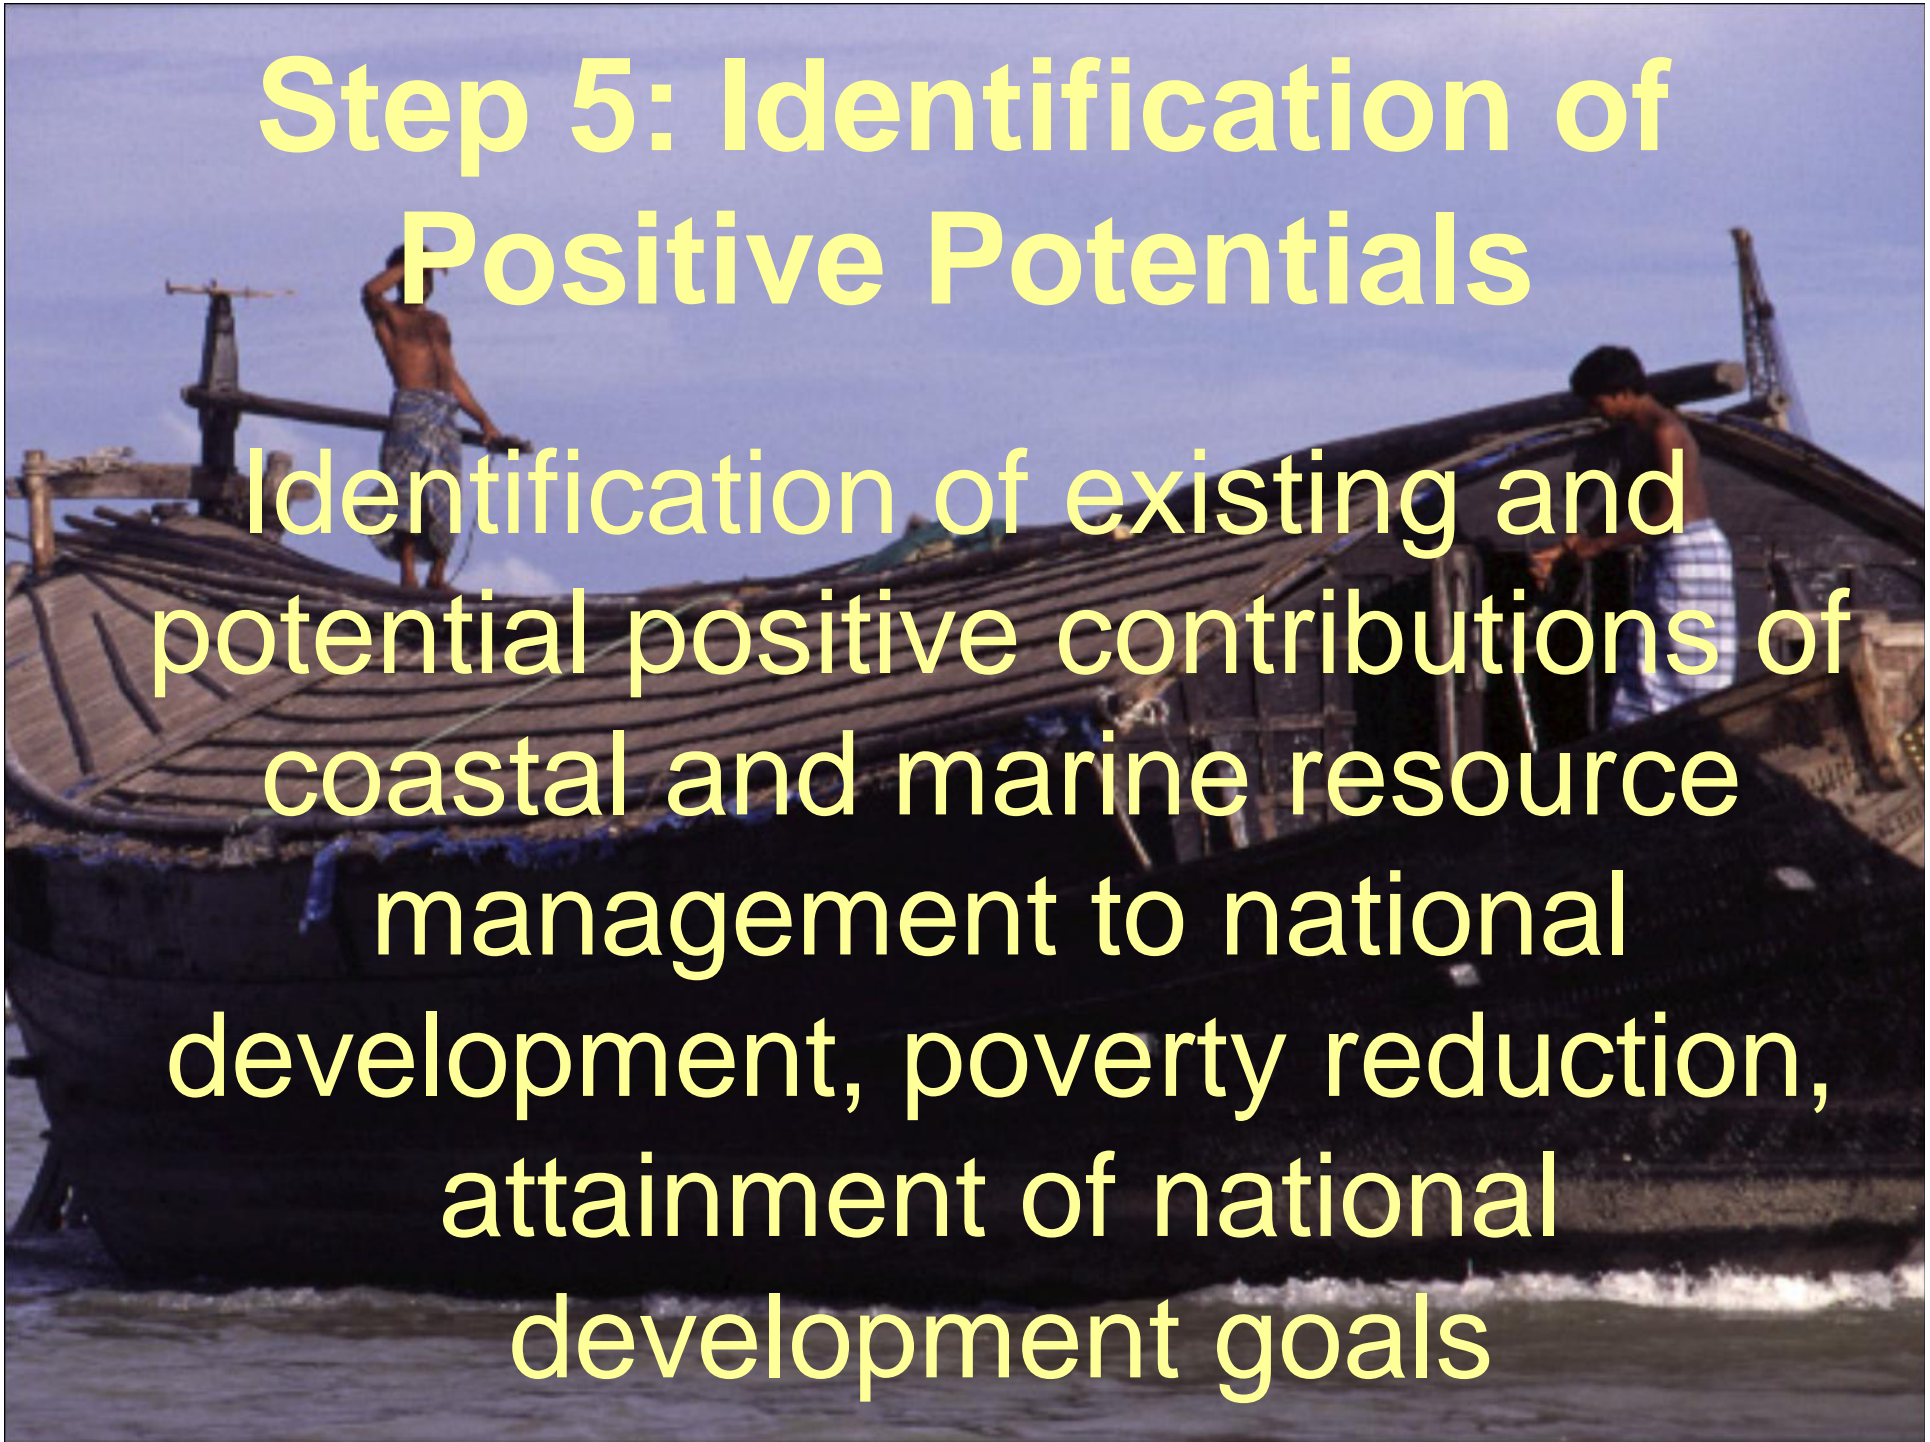 Step 5: Identification of
Positive Potentials
Identification of existing and
potential positive contributions of
coastal and marine resource
management to national
development, poverty reduction,
attainment of national
development goals